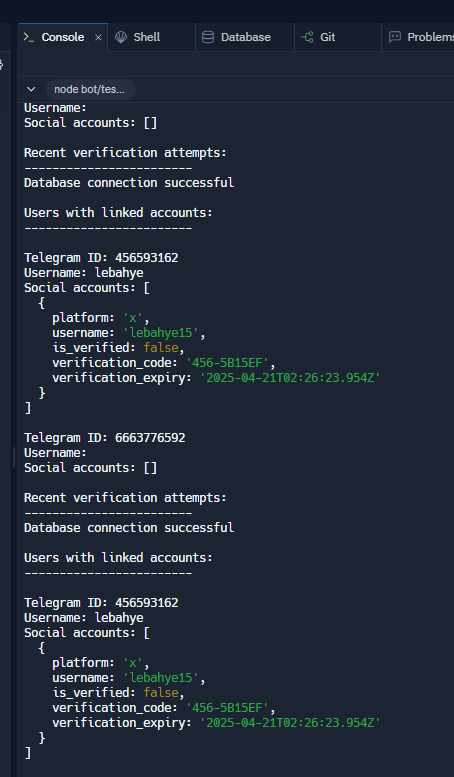 Console × Shell Database Git Problems
node bot/tes...
Username:
Social accounts: []
Recent verification attempts:
------------------------
Database connection successful
Users with linked accounts:
------------------------
Telegram ID: 456593162
Username: lebahye
Social accounts: [
{
platform: 'x',
username: 'lebahye15',
is_verified: false,
verification_code: '456-5B15EF',
verification_expiry: '2025-04-21T02:26:23.954Z'
}
]
Telegram ID: 6663776592
Username:
Social accounts: []
Recent verification attempts:
------------------------
Database connection successful
Users with linked accounts:
------------------------
Telegram ID: 456593162
Username: lebahye
Social accounts: [
{
platform: 'x',
username: 'lebahye15',
is_verified: false,
verification_code: '456-5B15EF',
verification_expiry: '2025-04-21T02:26:23.954Z'
}
]